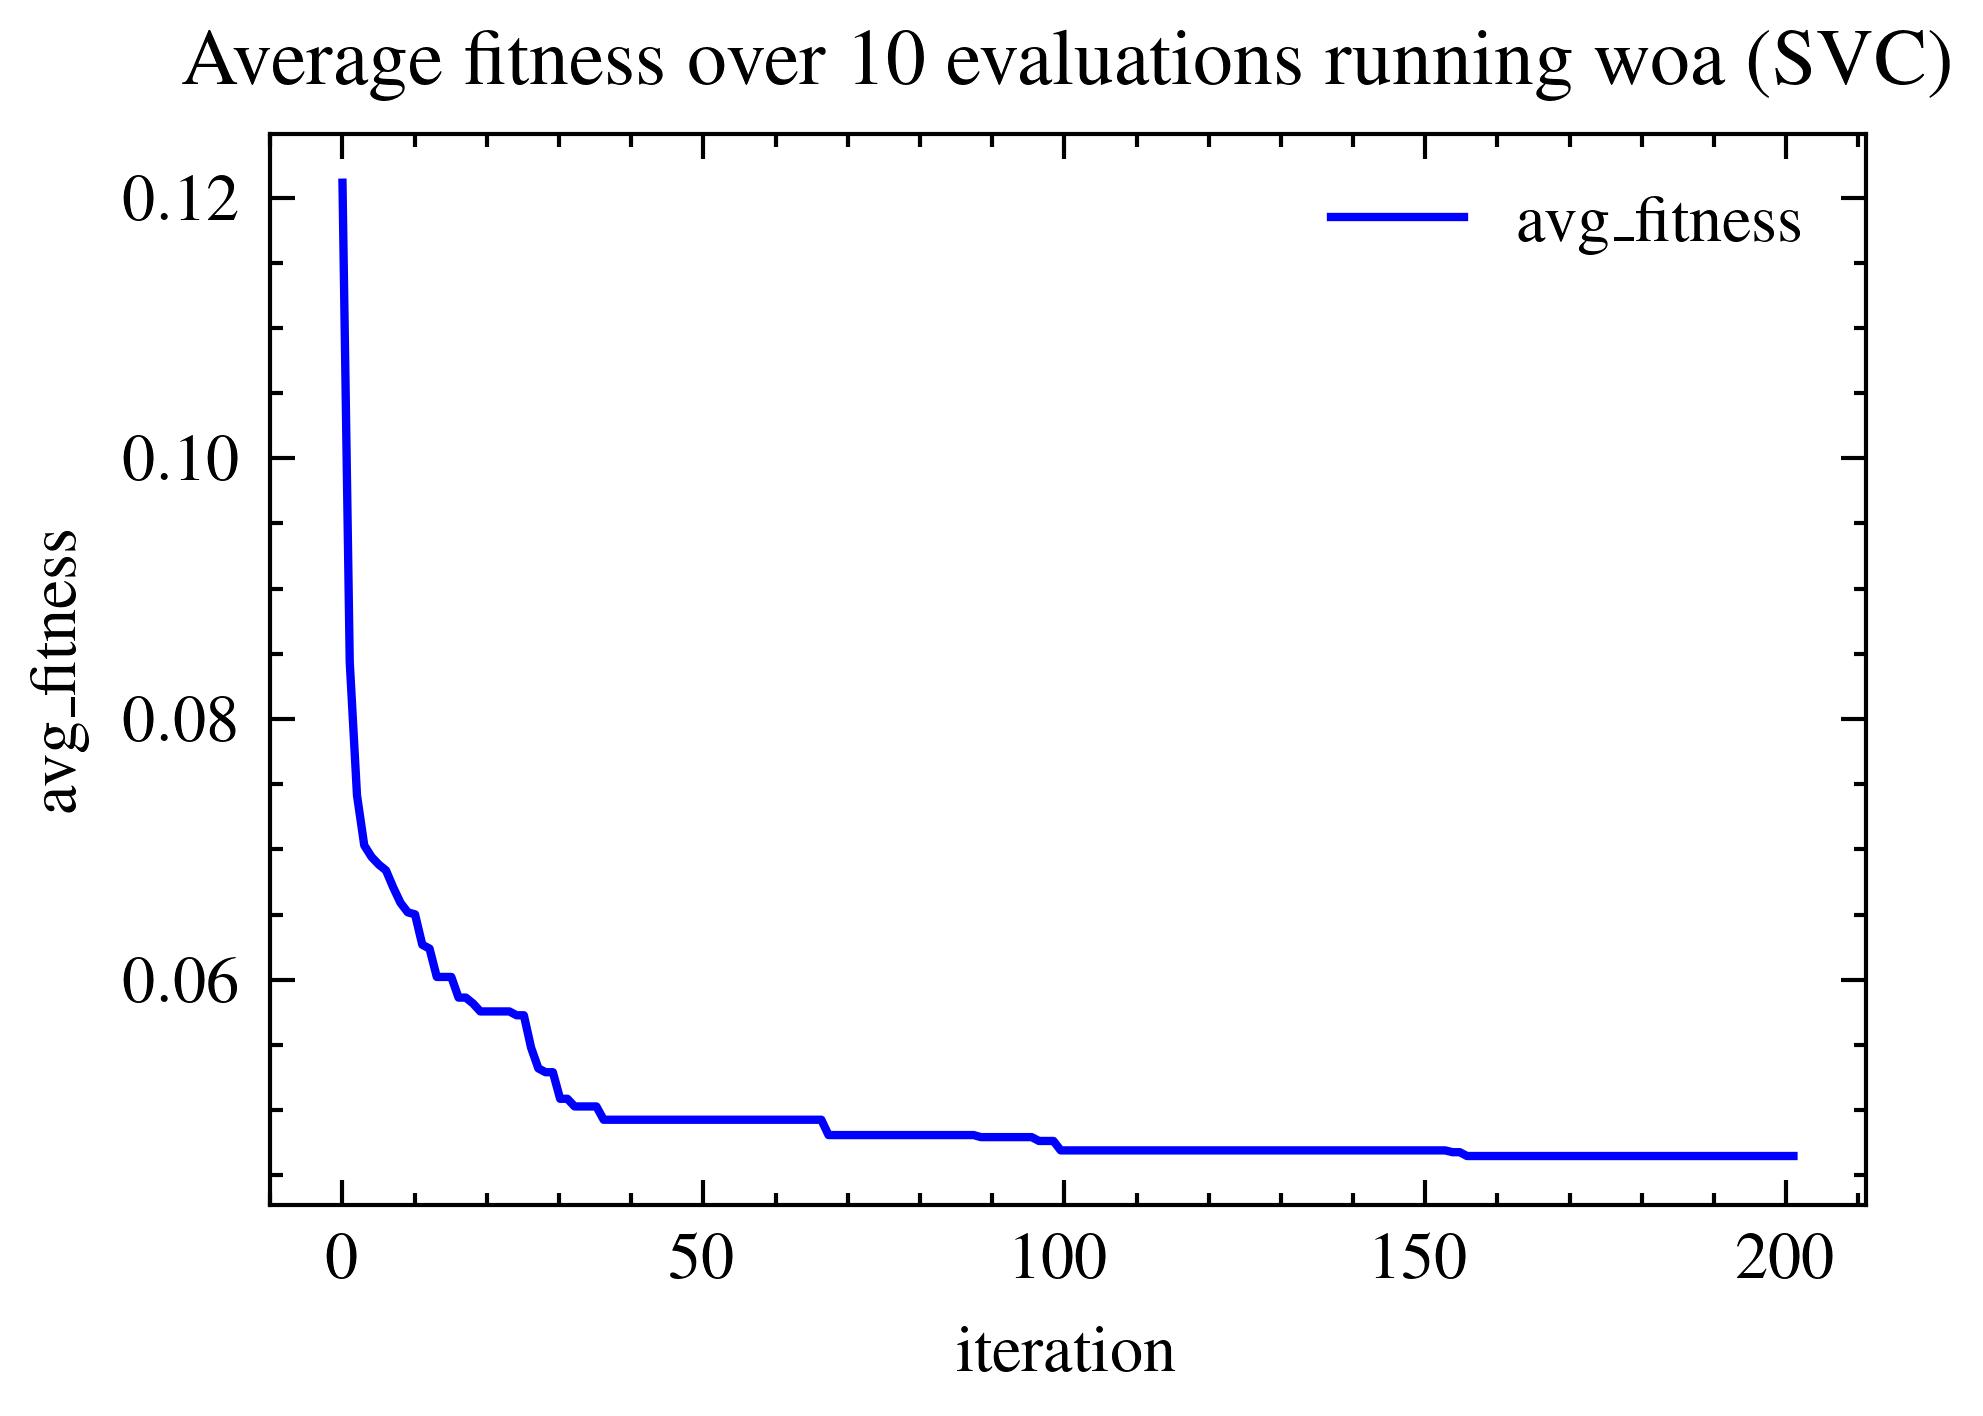 Average fitness over 10 evaluations running woa (SVC)
avg_fitness
0.12
0.10
0.08
0.06
avg_fitness
0 50 100 150 200
iteration